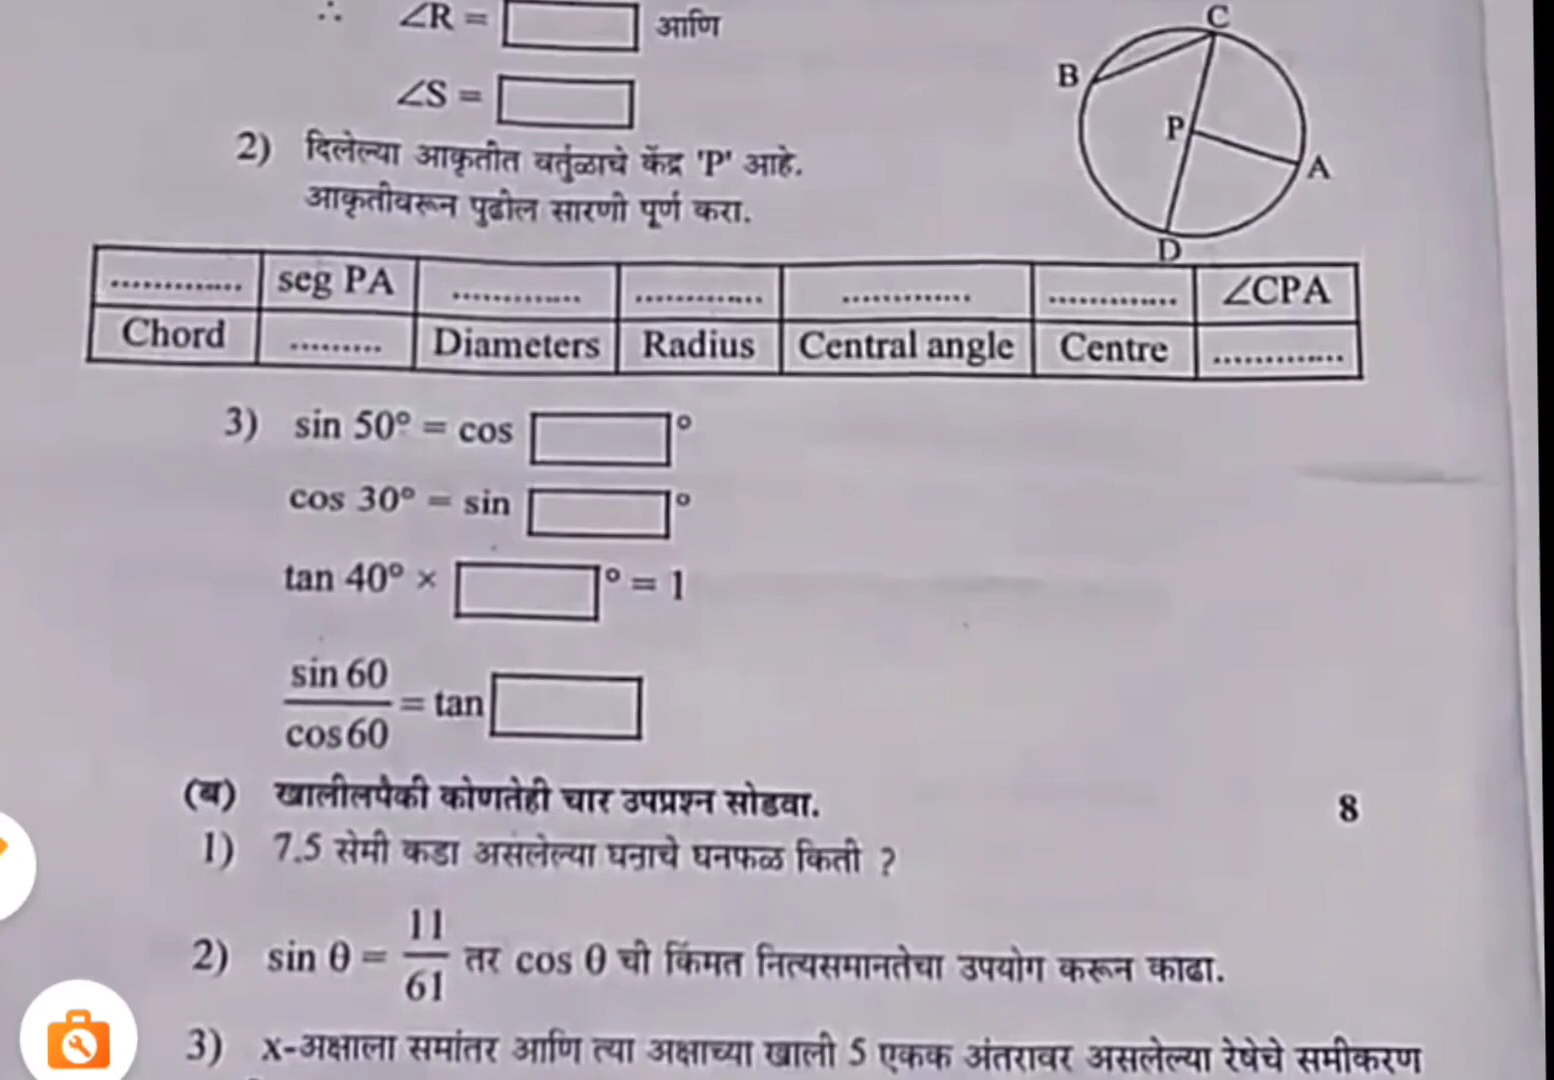 ∴ ∠R = आणि
∠S =
2) दिलेल्या आकृतीत वर्तुळाचे केंद्र 'P' आहे.
आकृतीवरून पुढील सारणी पूर्ण करा.
C
B
P
A
D
............. seg PA ............. ............. ............. ............. ∠CPA
Chord ......... Diameters Radius Central angle Centre .............
3) sin 50° = cos °
cos 30° = sin °
tan 40° × ° = 1
sin 60
cos 60
= tan
(ब) खालीलपैकी कोणतेही चार उपप्रश्न सोडवा. 8
1) 7.5 सेमी कडा असलेल्या घनाचे घनफळ किती ?
2) sin θ = 11/61 तर cos θ ची किंमत नित्यसमानतेचा उपयोग करून काढा.
3) x-अक्षाला समांतर आणि त्या अक्षाच्या खाली 5 एकक अंतरावर असलेल्या रेषेचे समीकरण